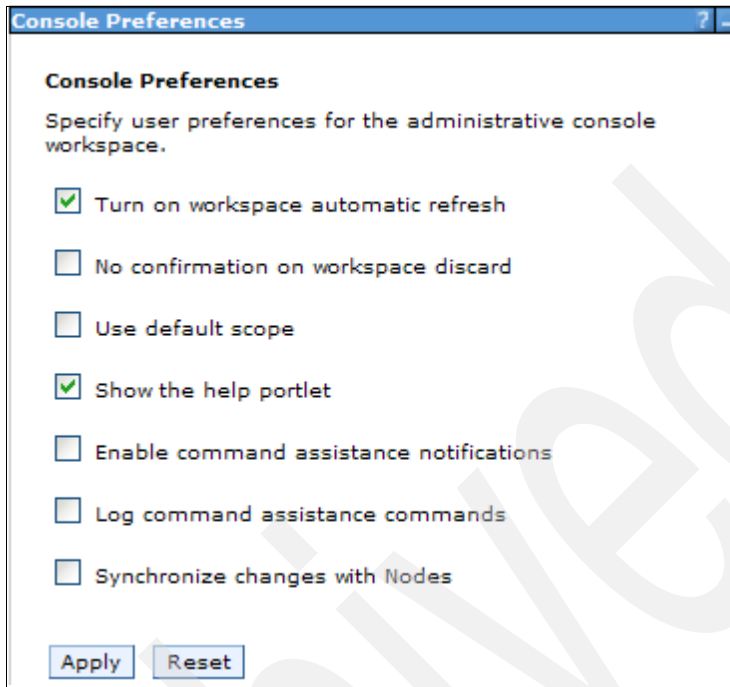 Console Preferences ? –
Console Preferences
Specify user preferences for the administrative console
workspace.
Turn on workspace automatic refresh
No confirmation on workspace discard
Use default scope
Show the help portlet
Enable command assistance notifications
Log command assistance commands
Synchronize changes with Nodes
Apply Reset